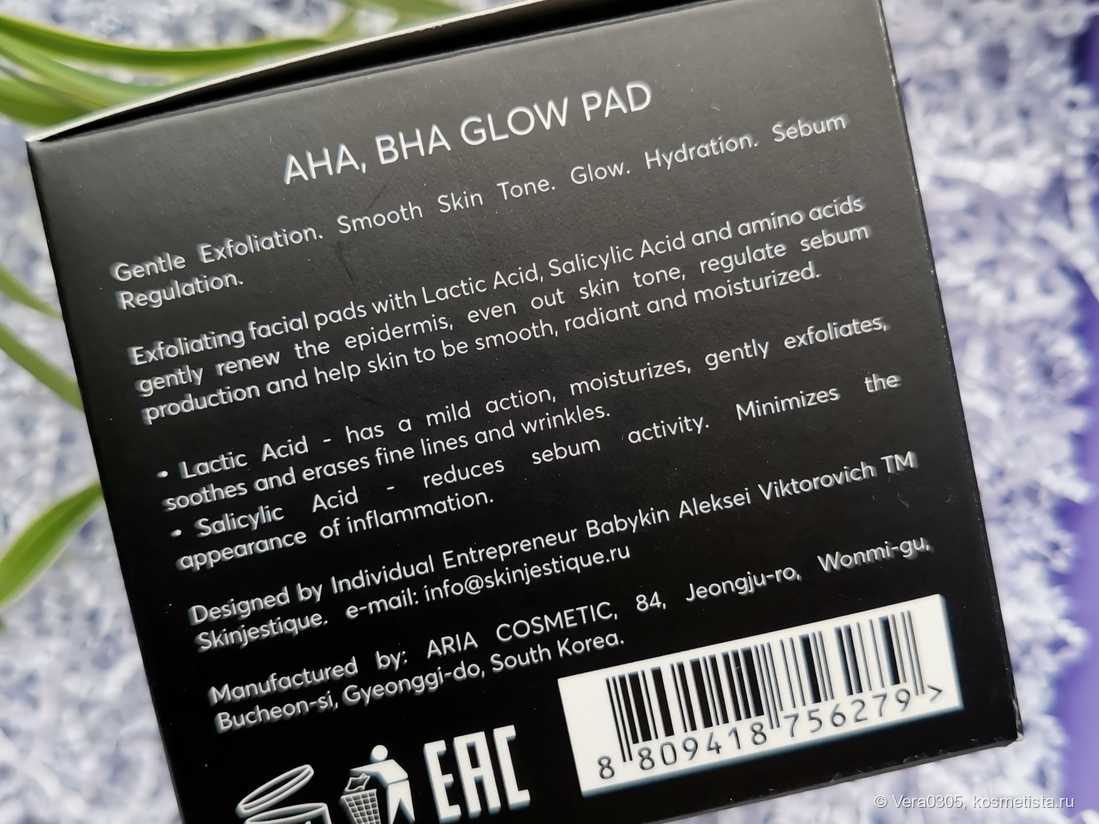 AHA, BHA GLOW PAD
Gentle Exfoliation. Smooth Skin Tone. Glow. Hydration. Sebum
Regulation.
Exfoliating facial pads with Lactic Acid, Salicylic Acid and amino acids
gently renew the epidermis, even out skin tone, regulate sebum
production and help skin to be smooth, radiant and moisturized.
• Lactic Acid - has a mild action, moisturizes, gently exfoliates,
soothes and erases fine lines and wrinkles.
• Salicylic Acid - reduces sebum activity. Minimizes the
appearance of inflammation.
Designed by Individual Entrepreneur Babykin Aleksei Viktorovich TM
Skinjestique. e-mail: info@skinjestique.ru
Manufactured by: ARIA COSMETIC, 84, Jeongju-ro, Wonmi-gu,
Bucheon-si, Gyeonggi-do, South Korea.
EAC
8 809418 756279 >
© Vera0305, kosmetista.ru